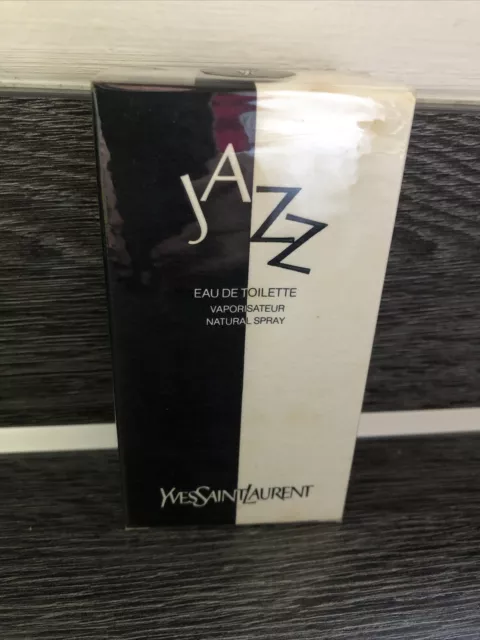 JAZZ
EAU DE TOILETTE
VAPORISATEUR
NATURAL SPRAY
YVESSAINTLAURENT